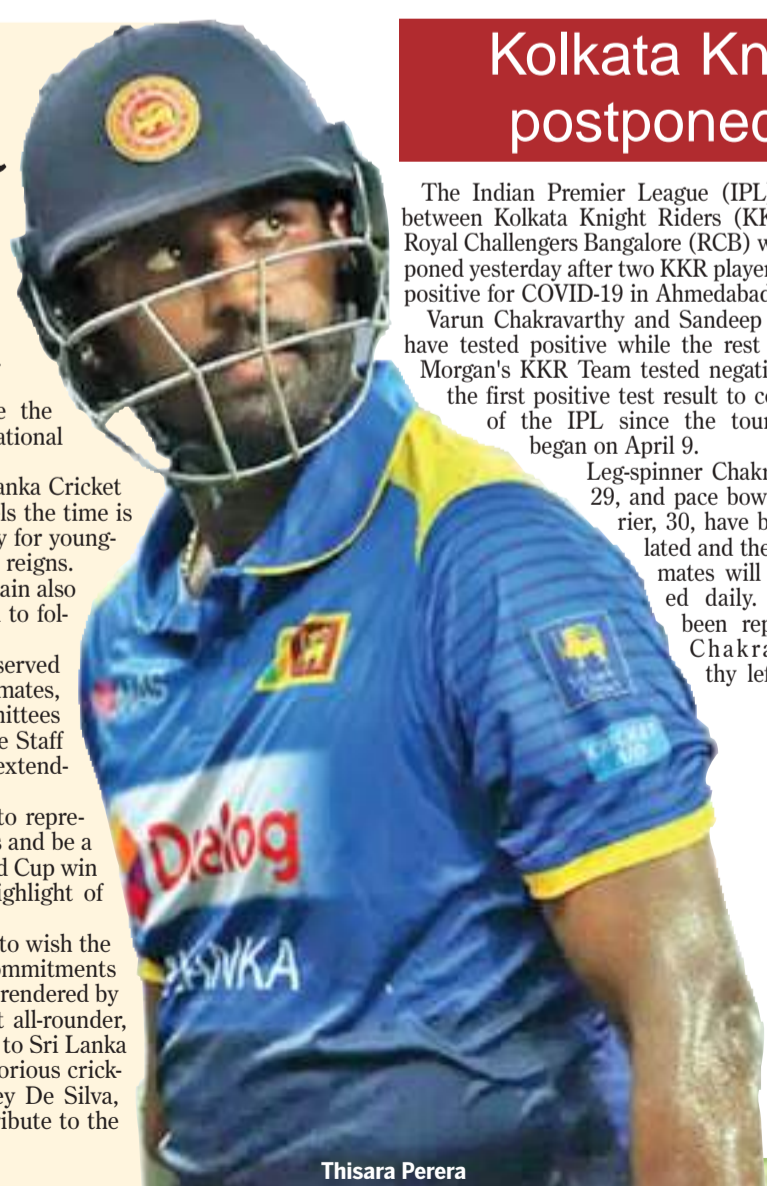 e the
ational
anka Cricket
ls the time is
y for young-
reigns.
ain also
to fol-
served
mates,
mittees
e Staff
extend-
to repre-
s and be a
d Cup win
ighlight of
to wish the
ommitments
rendered by
t all-rounder,
to Sri Lanka
orious crick-
ey De Silva,
ribute to the
Dialog
ANKA
Thisara Perera
Kolkata Kn
postponed
The Indian Premier League (IPL)
between Kolkata Knight Riders (KK
Royal Challengers Bangalore (RCB) w
poned yesterday after two KKR player
positive for COVID-19 in Ahmedabad
Varun Chakravarthy and Sandeep
have tested positive while the rest
Morgan's KKR Team tested negati
the first positive test result to co
of the IPL since the tour
began on April 9.
Leg-spinner Chakr
29, and pace bow
rier, 30, have b
lated and the
mates will
ed daily.
been rep
Chakra
thy lef